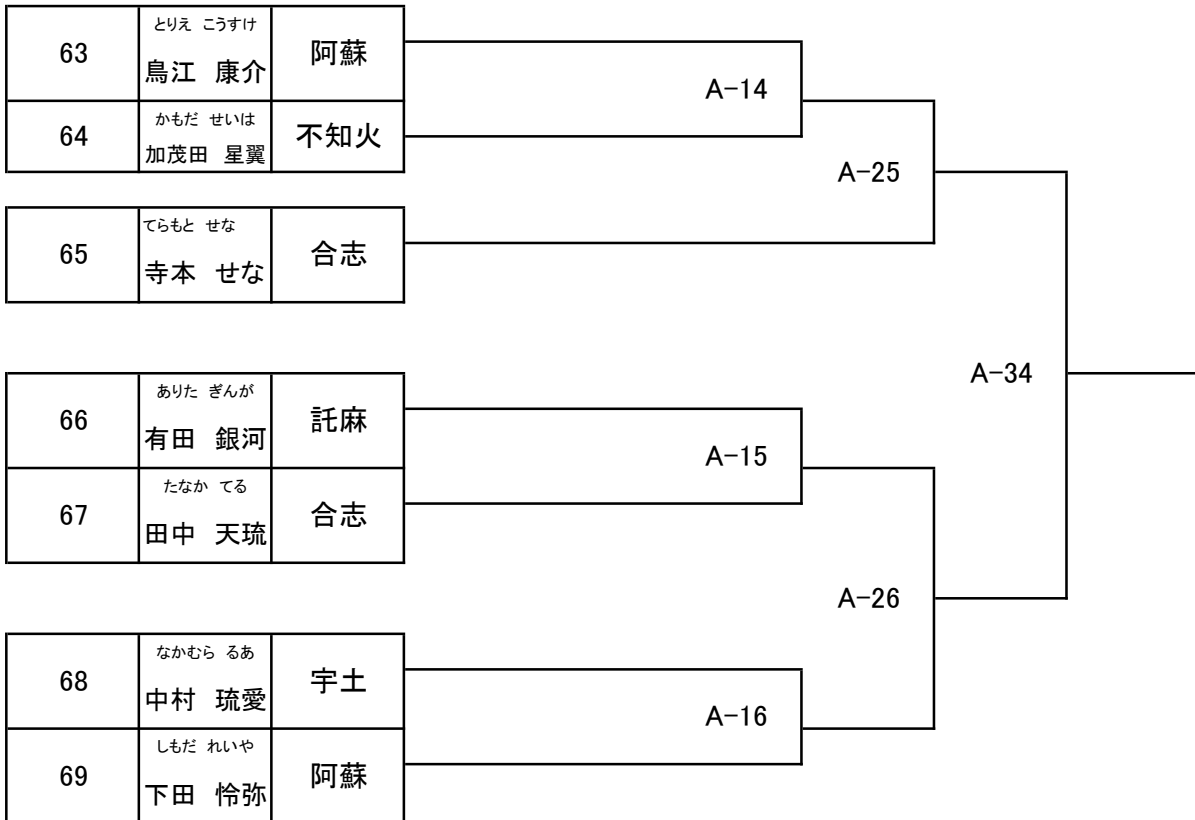 とりえ こうすけ
63 鳥江 康介 阿蘇
A-14
かもだ せいは
64 加茂田 星翼 不知火
A-25
てらもと せな
65 寺本 せな 合志
A-34
ありた ぎんが
66 有田 銀河 託麻
A-15
たなか てる
67 田中 天琉 合志
A-26
なかむら るあ
68 中村 琉愛 宇土
A-16
しもだ れいや
69 下田 怜弥 阿蘇